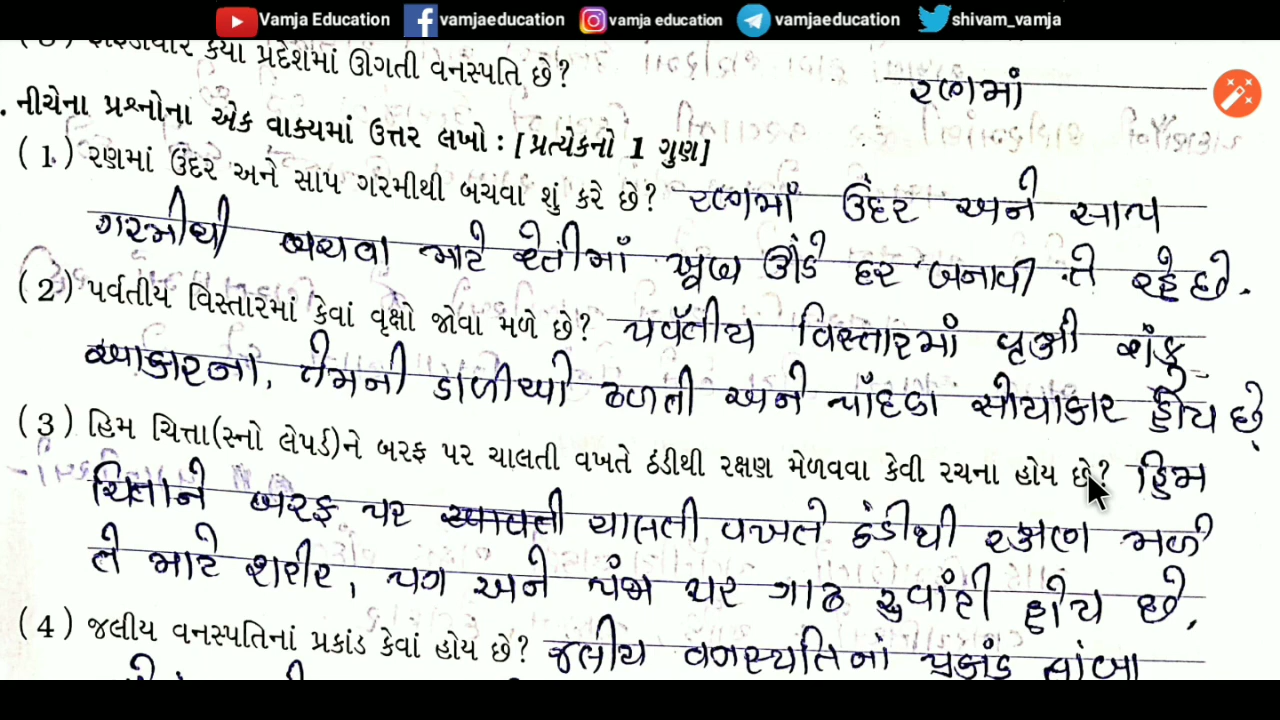 Vamja Education vamjaeducation vamja education vamjaeducation shivam_vamja
કયા પ્રદેશમાં ઊગતી વનસ્પતિ છે? રણમાં
. નીચેના પ્રશ્નોના એક વાક્યમાં ઉત્તર લખો : [પ્રત્યેકનો 1 ગુણ]
(1) રણમાં ઉંદર અને સાપ ગરમીથી બચવા શું કરે છે? રણમાં ઉંદર અને સાપ
ગરમીથી બચવા માટે રેતીમાં ખૂબ ઊંડે દર બનાવી તે રહે છે.
(2) પર્વતીય વિસ્તારમાં કેવાં વૃક્ષો જોવા મળે છે? પર્વતીય વિસ્તારમાં વૃક્ષો શંકુ
આકારના, તેમની ડાળીઓ ઢળતી અને પાંદડા સોયાકાર હોય છે.
(3) હિમ ચિત્તા(સ્નો લેપર્ડ)ને બરફ પર ચાલતી વખતે ઠંડીથી રક્ષણ મેળવવા કેવી રચના હોય છે? હિમ
ચિત્તાને બરફ પર ચાલતી વખતે ઠંડીથી રક્ષણ મળે
તે માટે શરીર, પગ અને પંજા પર ગાઢ રુવાંટી હોય છે.
(4) જલીય વનસ્પતિનાં પ્રકાંડ કેવાં હોય છે? જલીય વનસ્પતિનાં પ્રકાંડ લાંબા